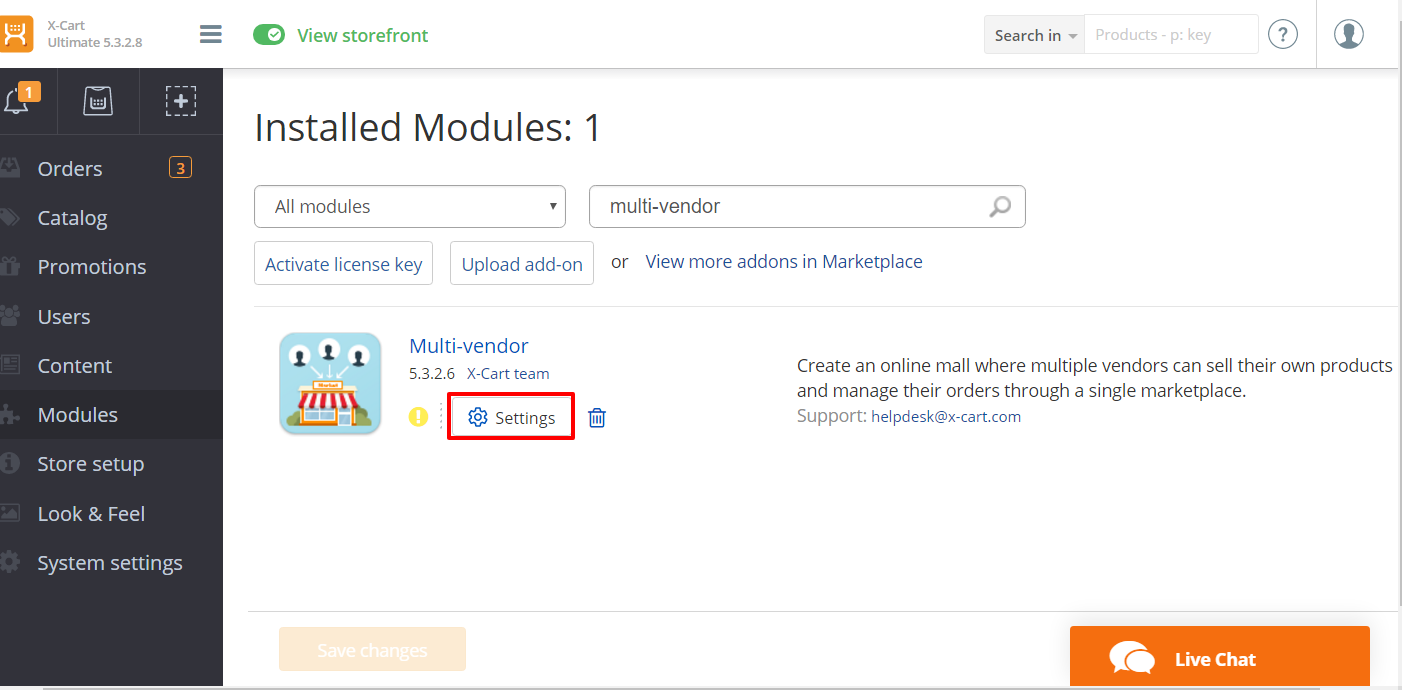 X-Cart
Ultimate 5.3.2.8
View storefront
Search in
Products - p: key
?
1
Orders
3
Catalog
Promotions
Users
Content
Modules
Store setup
Look & Feel
System settings
Installed Modules: 1
All modules
multi-vendor
Activate license key
Upload add-on
or
View more addons in Marketplace
Market
Multi-vendor
5.3.2.6 X-Cart team
!
Settings
Create an online mall where multiple vendors can sell their own products
and manage their orders through a single marketplace.
Support: helpdesk@x-cart.com
Save changes
Live Chat